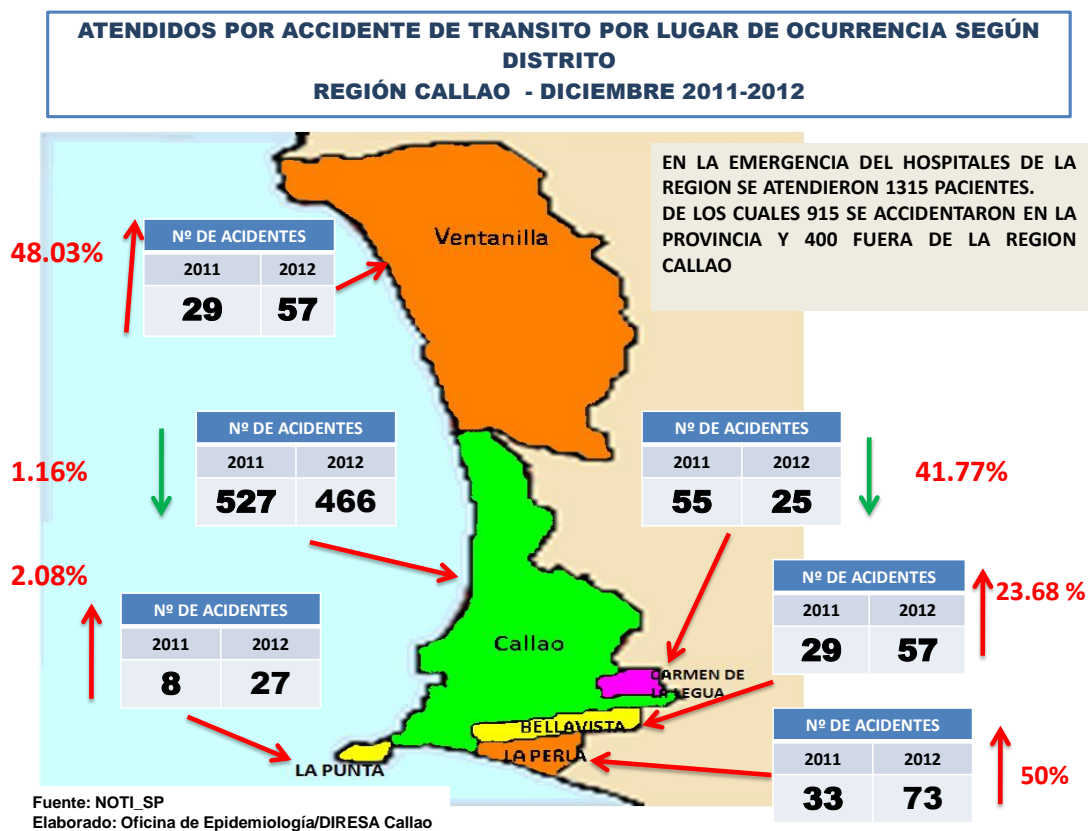 ATENDIDOS POR ACCIDENTE DE TRANSITO POR LUGAR DE OCURRENCIA SEGÚN
DISTRITO
REGIÓN CALLAO - DICIEMBRE 2011-2012
EN LA EMERGENCIA DEL HOSPITALES DE LA
REGION SE ATENDIERON 1315 PACIENTES.
DE LOS CUALES 915 SE ACCIDENTARON EN LA
PROVINCIA Y 400 FUERA DE LA REGION
CALLAO
48.03%
Nº DE ACIDENTES
2011 2012
29 57
Ventanilla
1.16%
Nº DE ACIDENTES
2011 2012
527 466
Nº DE ACIDENTES
2011 2012
55 25
41.77%
2.08%
Nº DE ACIDENTES
2011 2012
8 27
Nº DE ACIDENTES
2011 2012
29 57
23.68 %
Callao
CARMEN DE
LA LEGUA
BELLAVISTA
LA PERLA
LA PUNTA
Nº DE ACIDENTES
2011 2012
33 73
50%
Fuente: NOTI_SP
Elaborado: Oficina de Epidemiología/DIRESA Callao